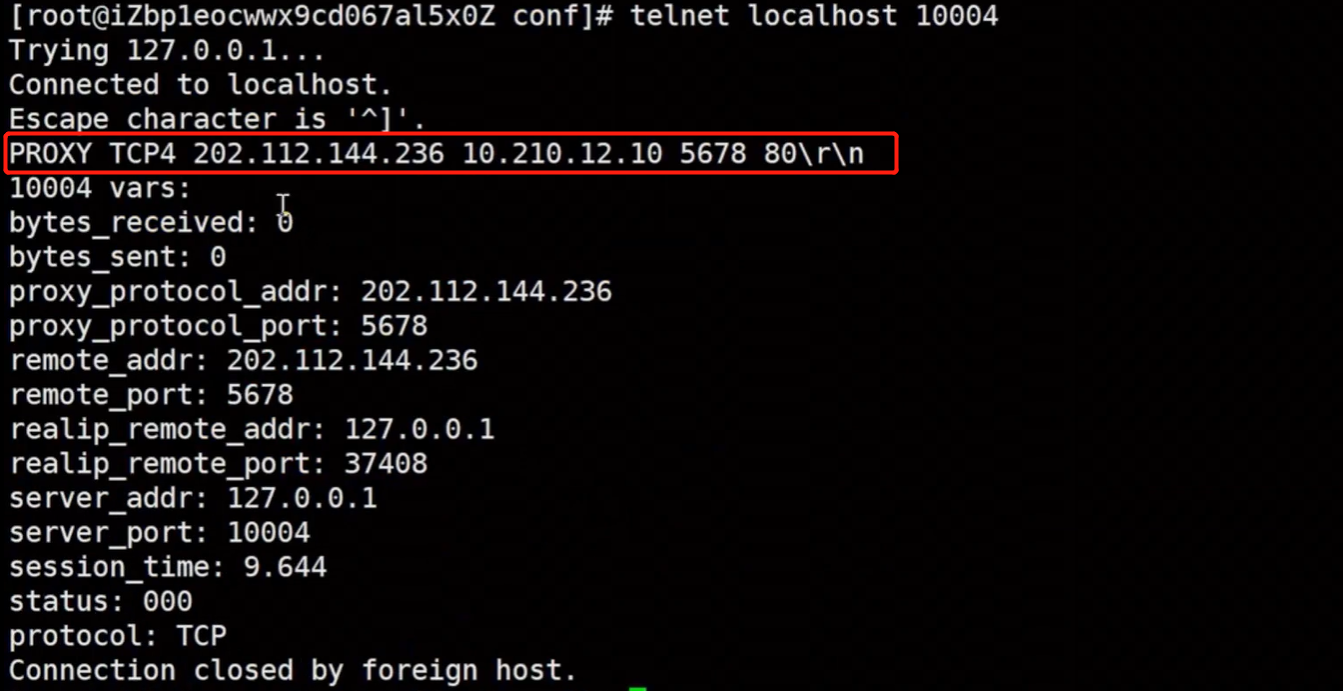 [root@iZbp1eocwwx9cd067al5x0Z conf]# telnet localhost 10004
Trying 127.0.0.1...
Connected to localhost.
Escape character is '^]'.
PROXY TCP4 202.112.144.236 10.210.12.10 5678 80\r\n
10004 vars:
bytes_received: 0
bytes_sent: 0
proxy_protocol_addr: 202.112.144.236
proxy_protocol_port: 5678
remote_addr: 202.112.144.236
remote_port: 5678
realip_remote_addr: 127.0.0.1
realip_remote_port: 37408
server_addr: 127.0.0.1
server_port: 10004
session_time: 9.644
status: 000
protocol: TCP
Connection closed by foreign host.